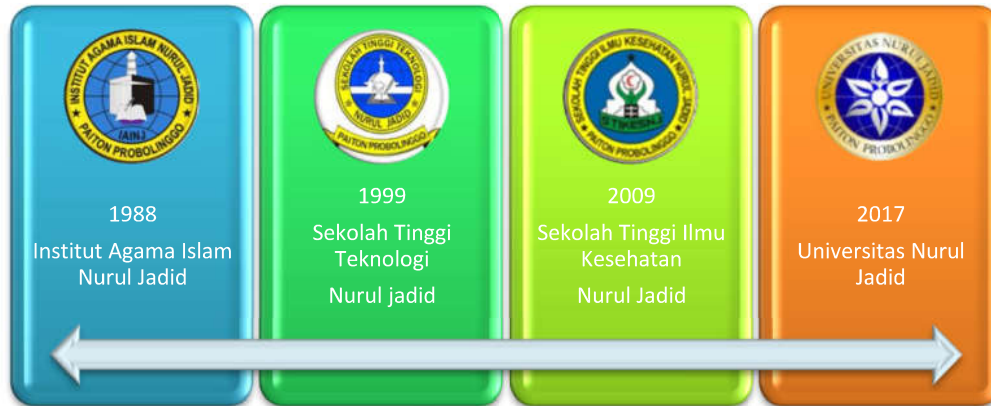 INSTITUT AGAMA ISLAM NURUL JADID
IAINJ
PAITON PROBOLINGGO
1988
Institut Agama Islam
Nurul Jadid
SEKOLAH TINGGI TEKNOLOGI
NURUL JADID
PAITON PROBOLINGGO
1999
Sekolah Tinggi
Teknologi
Nurul jadid
SEKOLAH TINGGI ILMU KESEHATAN NURUL JADID
STIKESNJ
PAITON PROBOLINGGO
2009
Sekolah Tinggi Ilmu
Kesehatan
Nurul Jadid
UNIVERSITAS NURUL JADID
PAITON PROBOLINGGO
2017
Universitas Nurul
Jadid